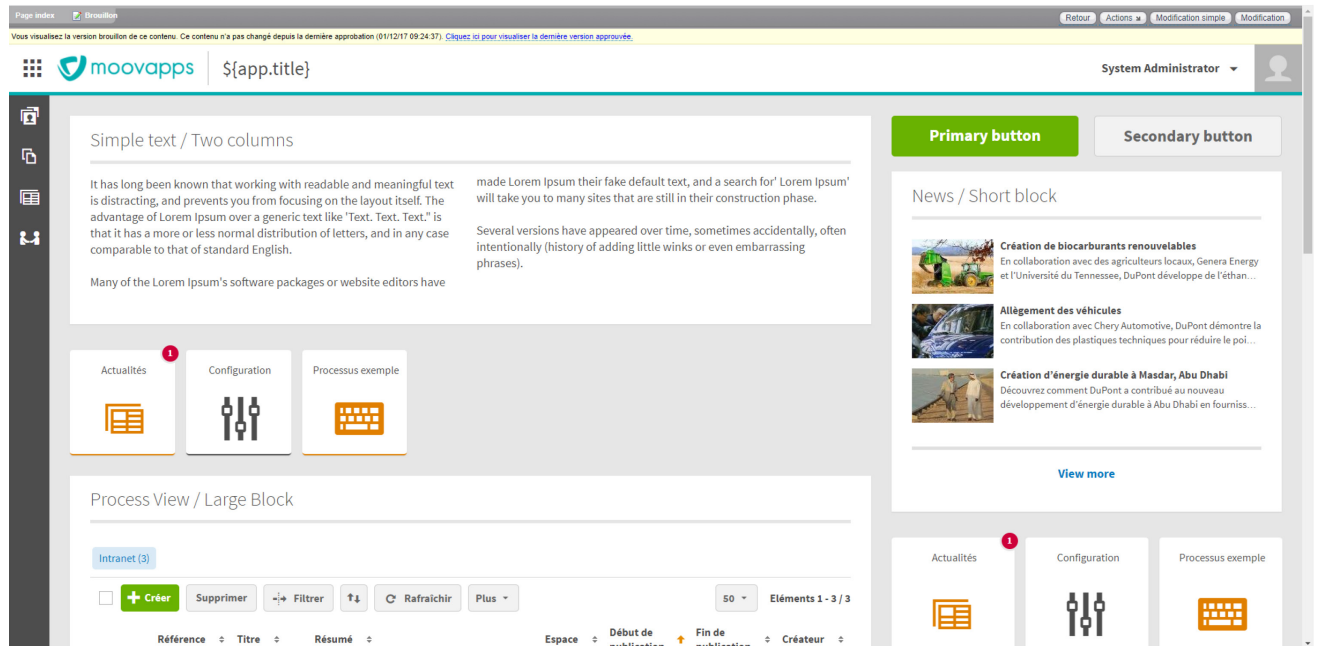 Page index Brouillon Retour Actions Modification simple Modification
Vous visualisez la version brouillon de ce contenu. Ce contenu n'a pas changé depuis la dernière approbation (01/12/17 09:24:37). Cliquez ici pour visualiser la dernière version approuvée.
moovapps ${app.title} System Administrator
Simple text / Two columns
It has long been known that working with readable and meaningful text
is distracting, and prevents you from focusing on the layout itself. The
advantage of Lorem Ipsum over a generic text like 'Text. Text. Text." is
that it has a more or less normal distribution of letters, and in any case
comparable to that of standard English.
Many of the Lorem Ipsum's software packages or website editors have
made Lorem Ipsum their fake default text, and a search for' Lorem Ipsum'
will take you to many sites that are still in their construction phase.
Several versions have appeared over time, sometimes accidentally, often
intentionally (history of adding little winks or even embarrassing
phrases).
1
Actualités Configuration Processus exemple
Process View / Large Block
Intranet (3)
Créer Supprimer Filtrer Rafraîchir Plus 50 Eléments 1 - 3 / 3
Référence Titre Résumé Espace Début de publication Fin de publication Créateur
Primary button Secondary button
News / Short block
Création de biocarburants renouvelables
En collaboration avec des agriculteurs locaux, Genera Energy
et l'Université du Tennessee, DuPont développe de l'éthan…
Allègement des véhicules
En collaboration avec Chery Automotive, DuPont démontre la
contribution des plastiques techniques pour réduire le poi…
Création d'énergie durable à Masdar, Abu Dhabi
Découvrez comment DuPont a contribué au nouveau
développement d'énergie durable à Abu Dhabi en fourniss…
View more
1
Actualités Configuration Processus exemple